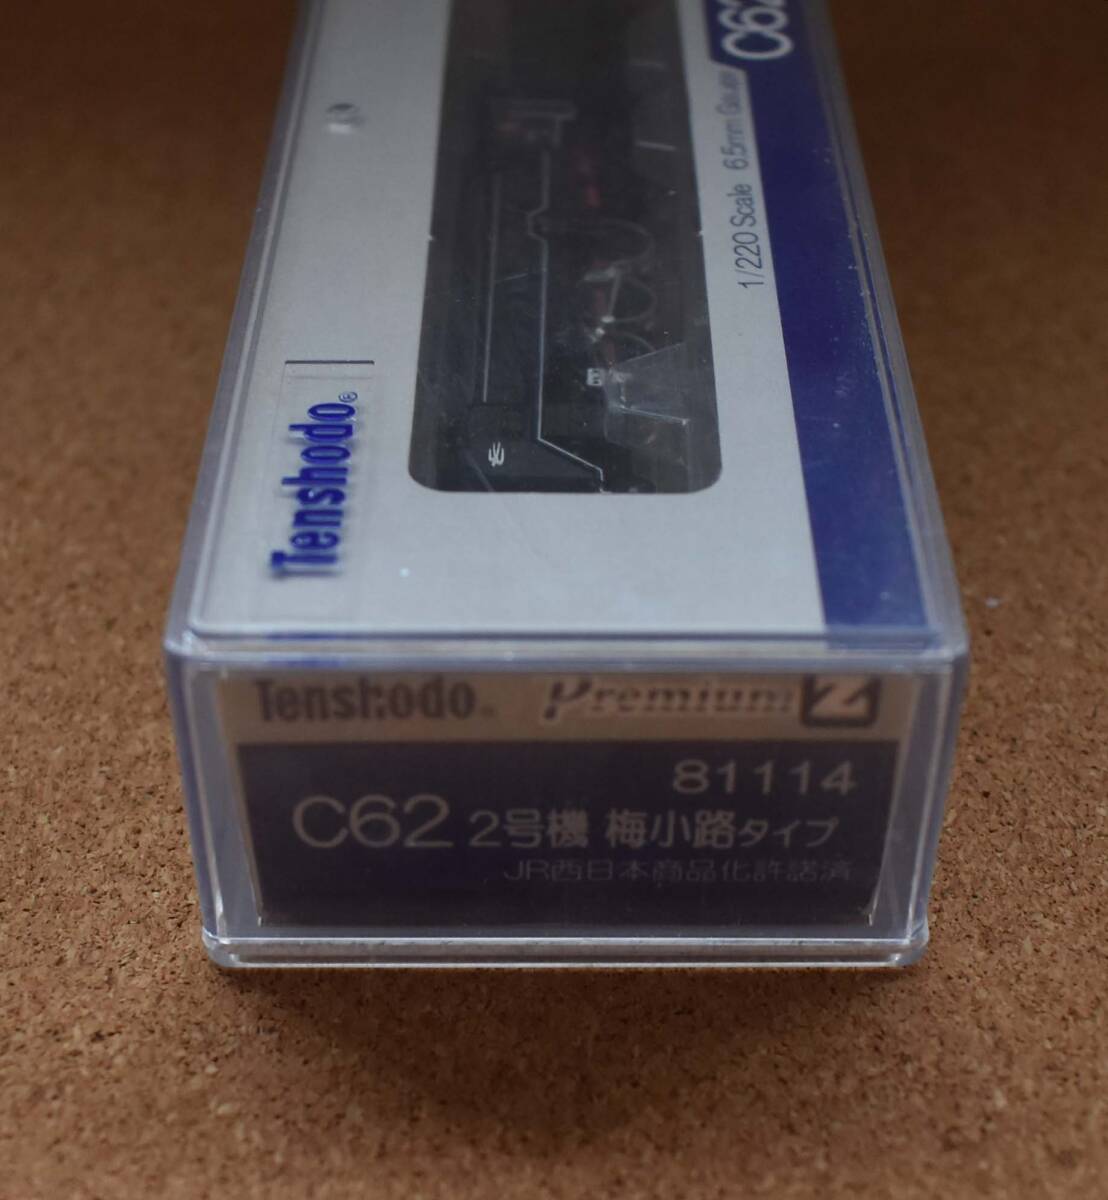 C62
1/220 Scale 6.5mm Gauge
Tenshodo®
Tenshodo Premium Z
81114
C62 2号機 梅小路タイプ
JR西日本商品化許諾済